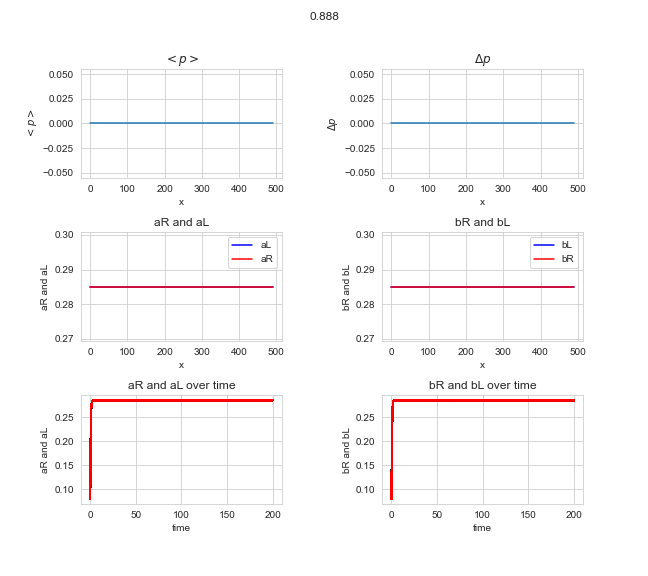 0.888
< p >
Δp
0.050
0.025
0.000
−0.025
−0.050
< p >
0 100 200 300 400 500
x
0.050
0.025
0.000
−0.025
−0.050
Δp
0 100 200 300 400 500
x
aR and aL
bR and bL
0.30
0.29
0.28
0.27
aR and aL
aL
aR
0 100 200 300 400 500
x
0.30
0.29
0.28
0.27
bR and bL
bL
bR
0 100 200 300 400 500
x
aR and aL over time
bR and bL over time
0.25
0.20
0.15
0.10
aR and aL
0 50 100 150 200
time
0.25
0.20
0.15
0.10
bR and bL
0 50 100 150 200
time